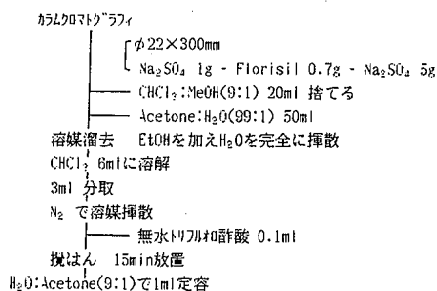 カラムクロマトグラフィ
φ22×300mm
Na₂SO₄ 1g - Florisil 0.7g - Na₂SO₄ 5g
CHCl₃:MeOH(9:1) 20ml 捨てる
Acetone:H₂O(99:1) 50ml
溶媒溜去 EtOHを加えH₂Oを完全に揮散
CHCl₃ 6mlに溶解
3ml 分取
N₂ で溶媒揮散
無水トリフルオロ酢酸 0.1ml
攪はん 15min放置
H₂O:Acetone(9:1)で1ml定容